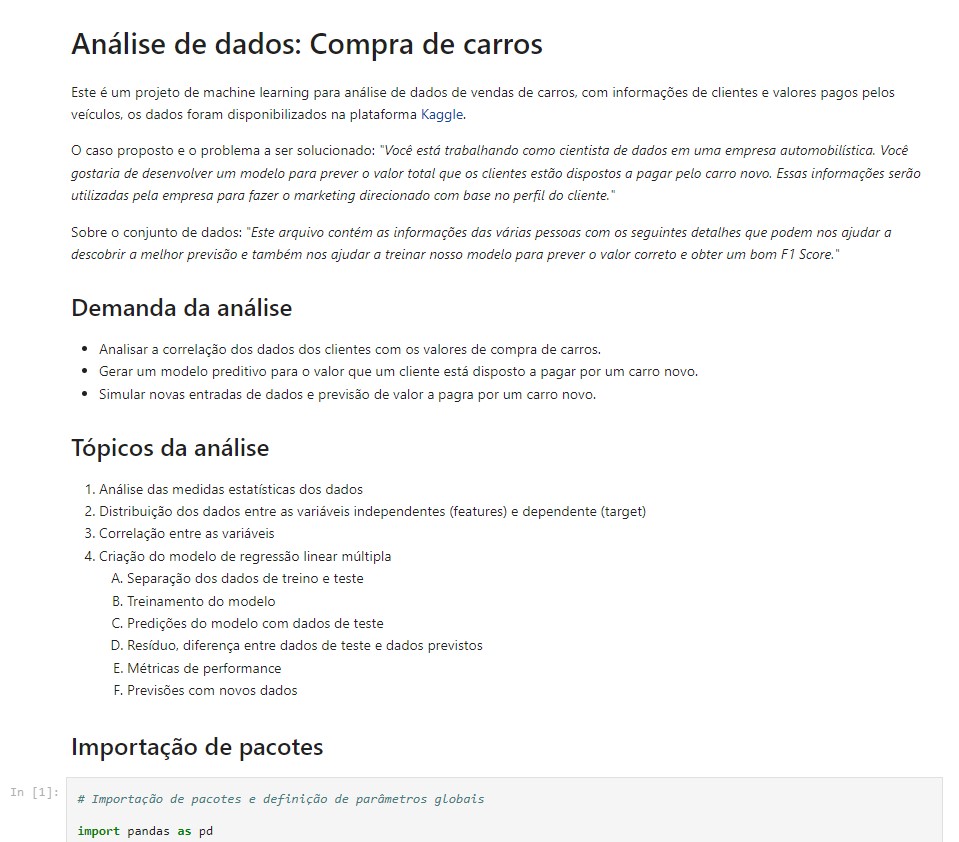 Análise de dados: Compra de carros
Este é um projeto de machine learning para análise de dados de vendas de carros, com informações de clientes e valores pagos pelos
veículos, os dados foram disponibilizados na plataforma Kaggle.
O caso proposto e o problema a ser solucionado: "Você está trabalhando como cientista de dados em uma empresa automobilística. Você
gostaria de desenvolver um modelo para prever o valor total que os clientes estão dispostos a pagar pelo carro novo. Essas informações serão
utilizadas pela empresa para fazer o marketing direcionado com base no perfil do cliente."
Sobre o conjunto de dados: "Este arquivo contém as informações das várias pessoas com os seguintes detalhes que podem nos ajudar a
descobrir a melhor previsão e também nos ajudar a treinar nosso modelo para prever o valor correto e obter um bom F1 Score."
Demanda da análise
• Analisar a correlação dos dados dos clientes com os valores de compra de carros.
• Gerar um modelo preditivo para o valor que um cliente está disposto a pagar por um carro novo.
• Simular novas entradas de dados e previsão de valor a pagra por um carro novo.
Tópicos da análise
1. Análise das medidas estatísticas dos dados
2. Distribuição dos dados entre as variáveis independentes (features) e dependente (target)
3. Correlação entre as variáveis
4. Criação do modelo de regressão linear múltipla
A. Separação dos dados de treino e teste
B. Treinamento do modelo
C. Predições do modelo com dados de teste
D. Resíduo, diferença entre dados de teste e dados previstos
E. Métricas de performance
F. Previsões com novos dados
Importação de pacotes
In [1]:
# Importação de pacotes e definição de parâmetros globais
import pandas as pd